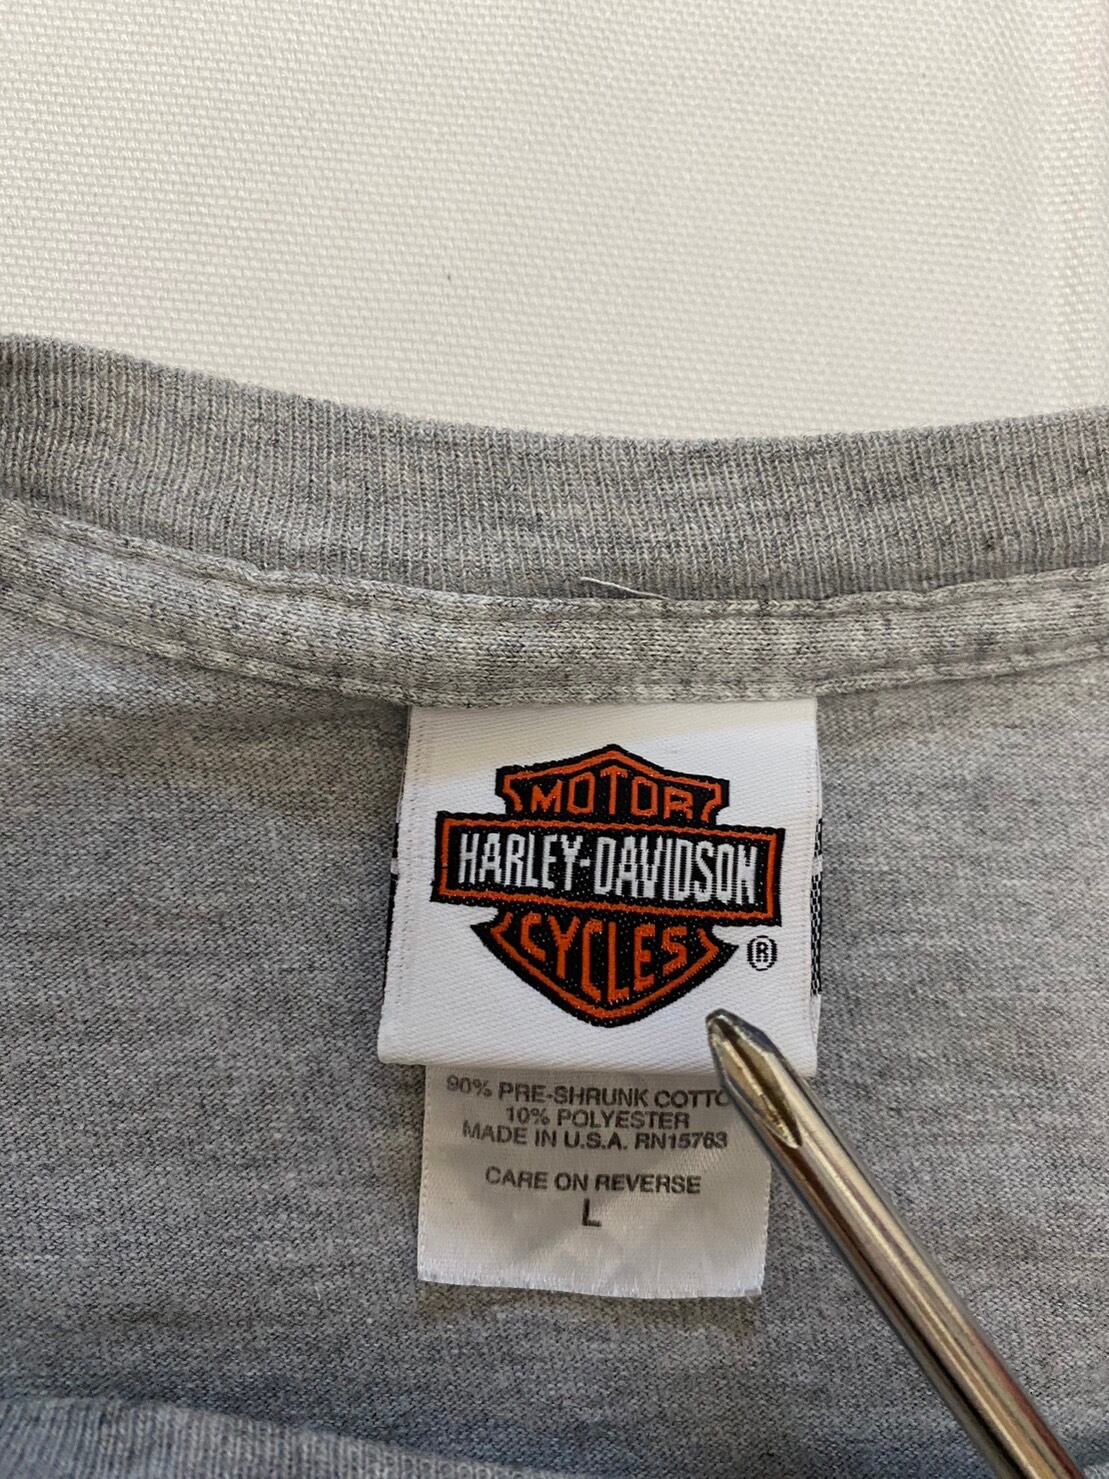 MOTOR
HARLEY-DAVIDSON
CYCLES
®
90% PRE-SHRUNK COTTO
10% POLYESTER
MADE IN U.S.A. RN15763
CARE ON REVERSE
L